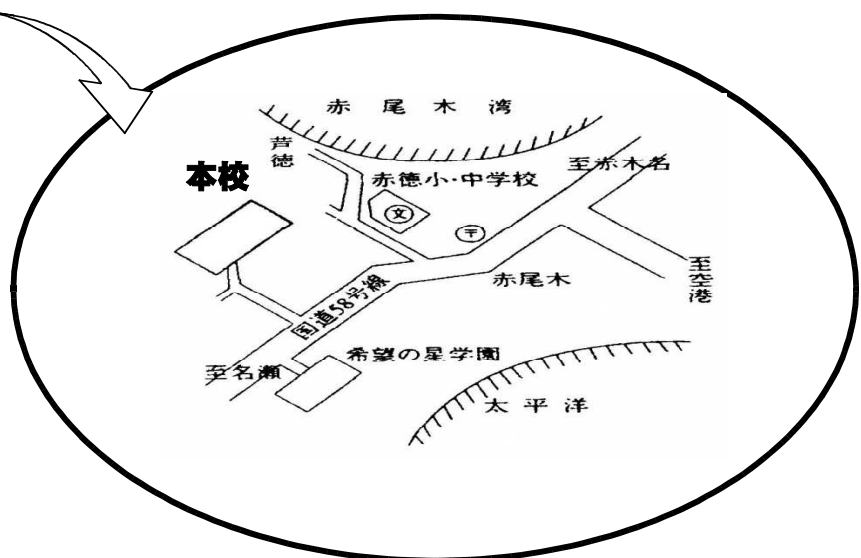 赤尾木湾
芦徳
本校
赤徳小・中学校
至赤木名
文
〒
赤尾木
至空港
国道58号線
希望の星学園
至名瀬
太平洋